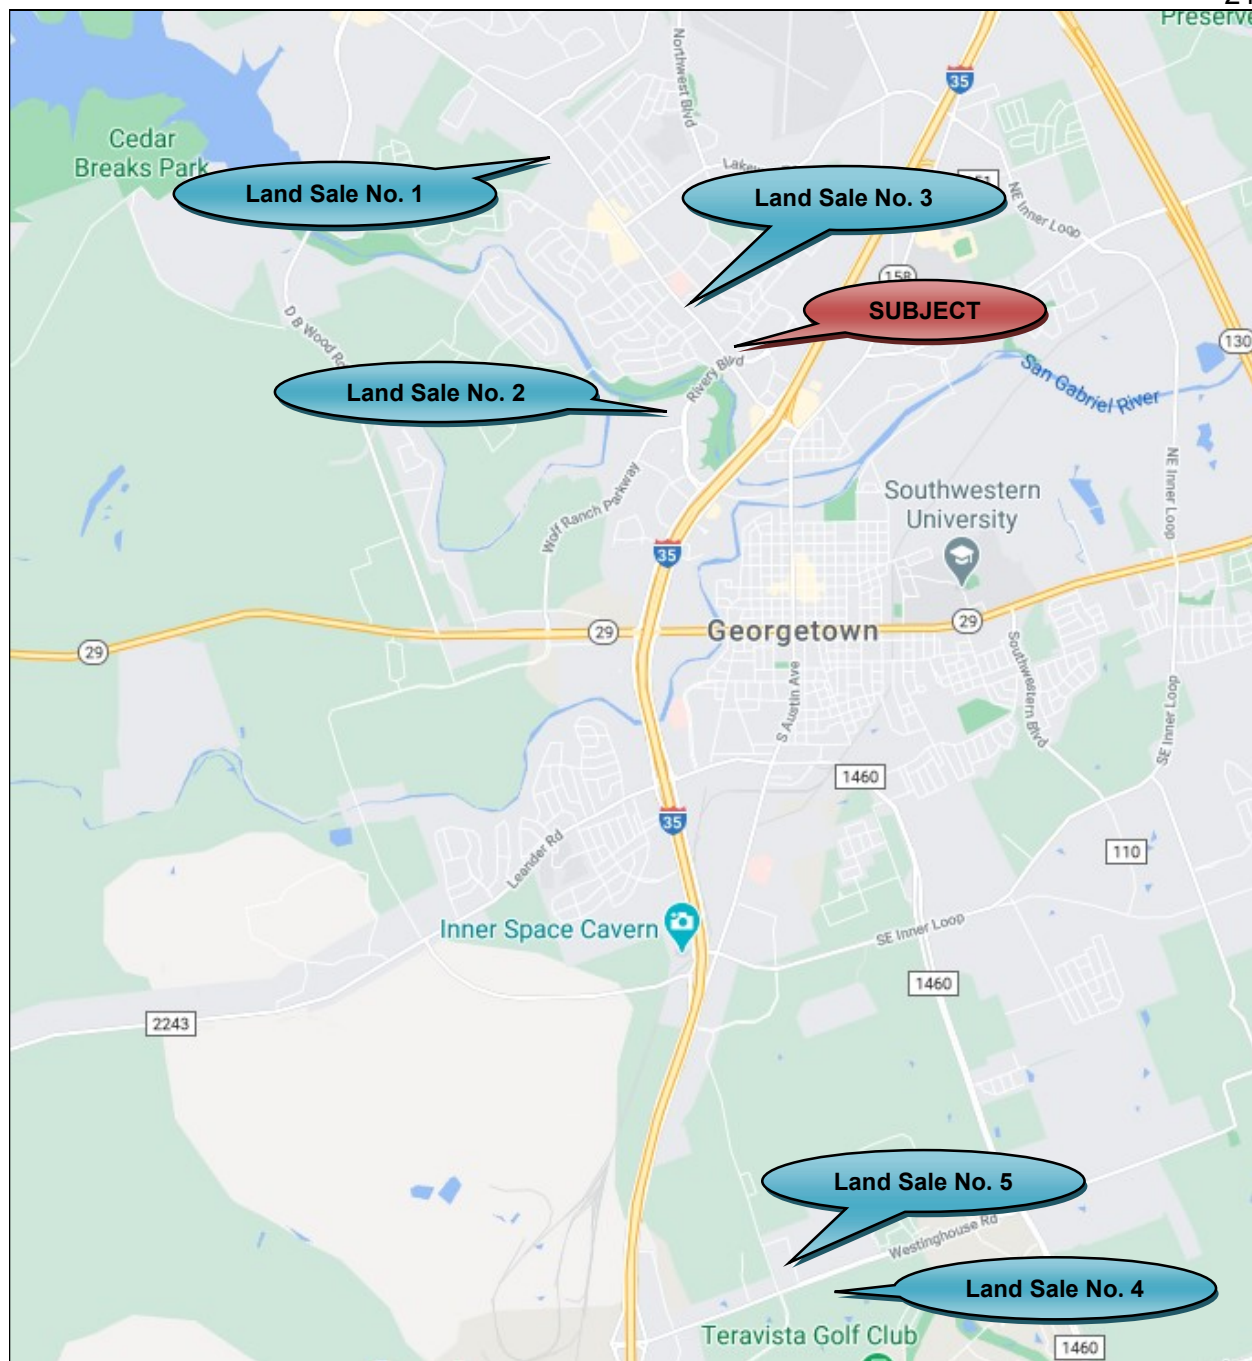 Preserve
Northwest Blvd
35
Cedar
Breaks Park
Land Sale No. 1
Land Sale No. 3
NE Inner Loop
158
SUBJECT
130
D B Wood Rd
Rivery Blvd
San Gabriel River
Land Sale No. 2
Wolf Ranch Parkway
NE Inner Loop
Southwestern
University
35
29
Georgetown
29
29
S Austin Ave
Southwestern Blvd
SE Inner Loop
1460
35
Leander Rd
110
Inner Space Cavern
SE Inner Loop
1460
2243
Land Sale No. 5
Westinghouse Rd
Land Sale No. 4
Teravista Golf Club
1460